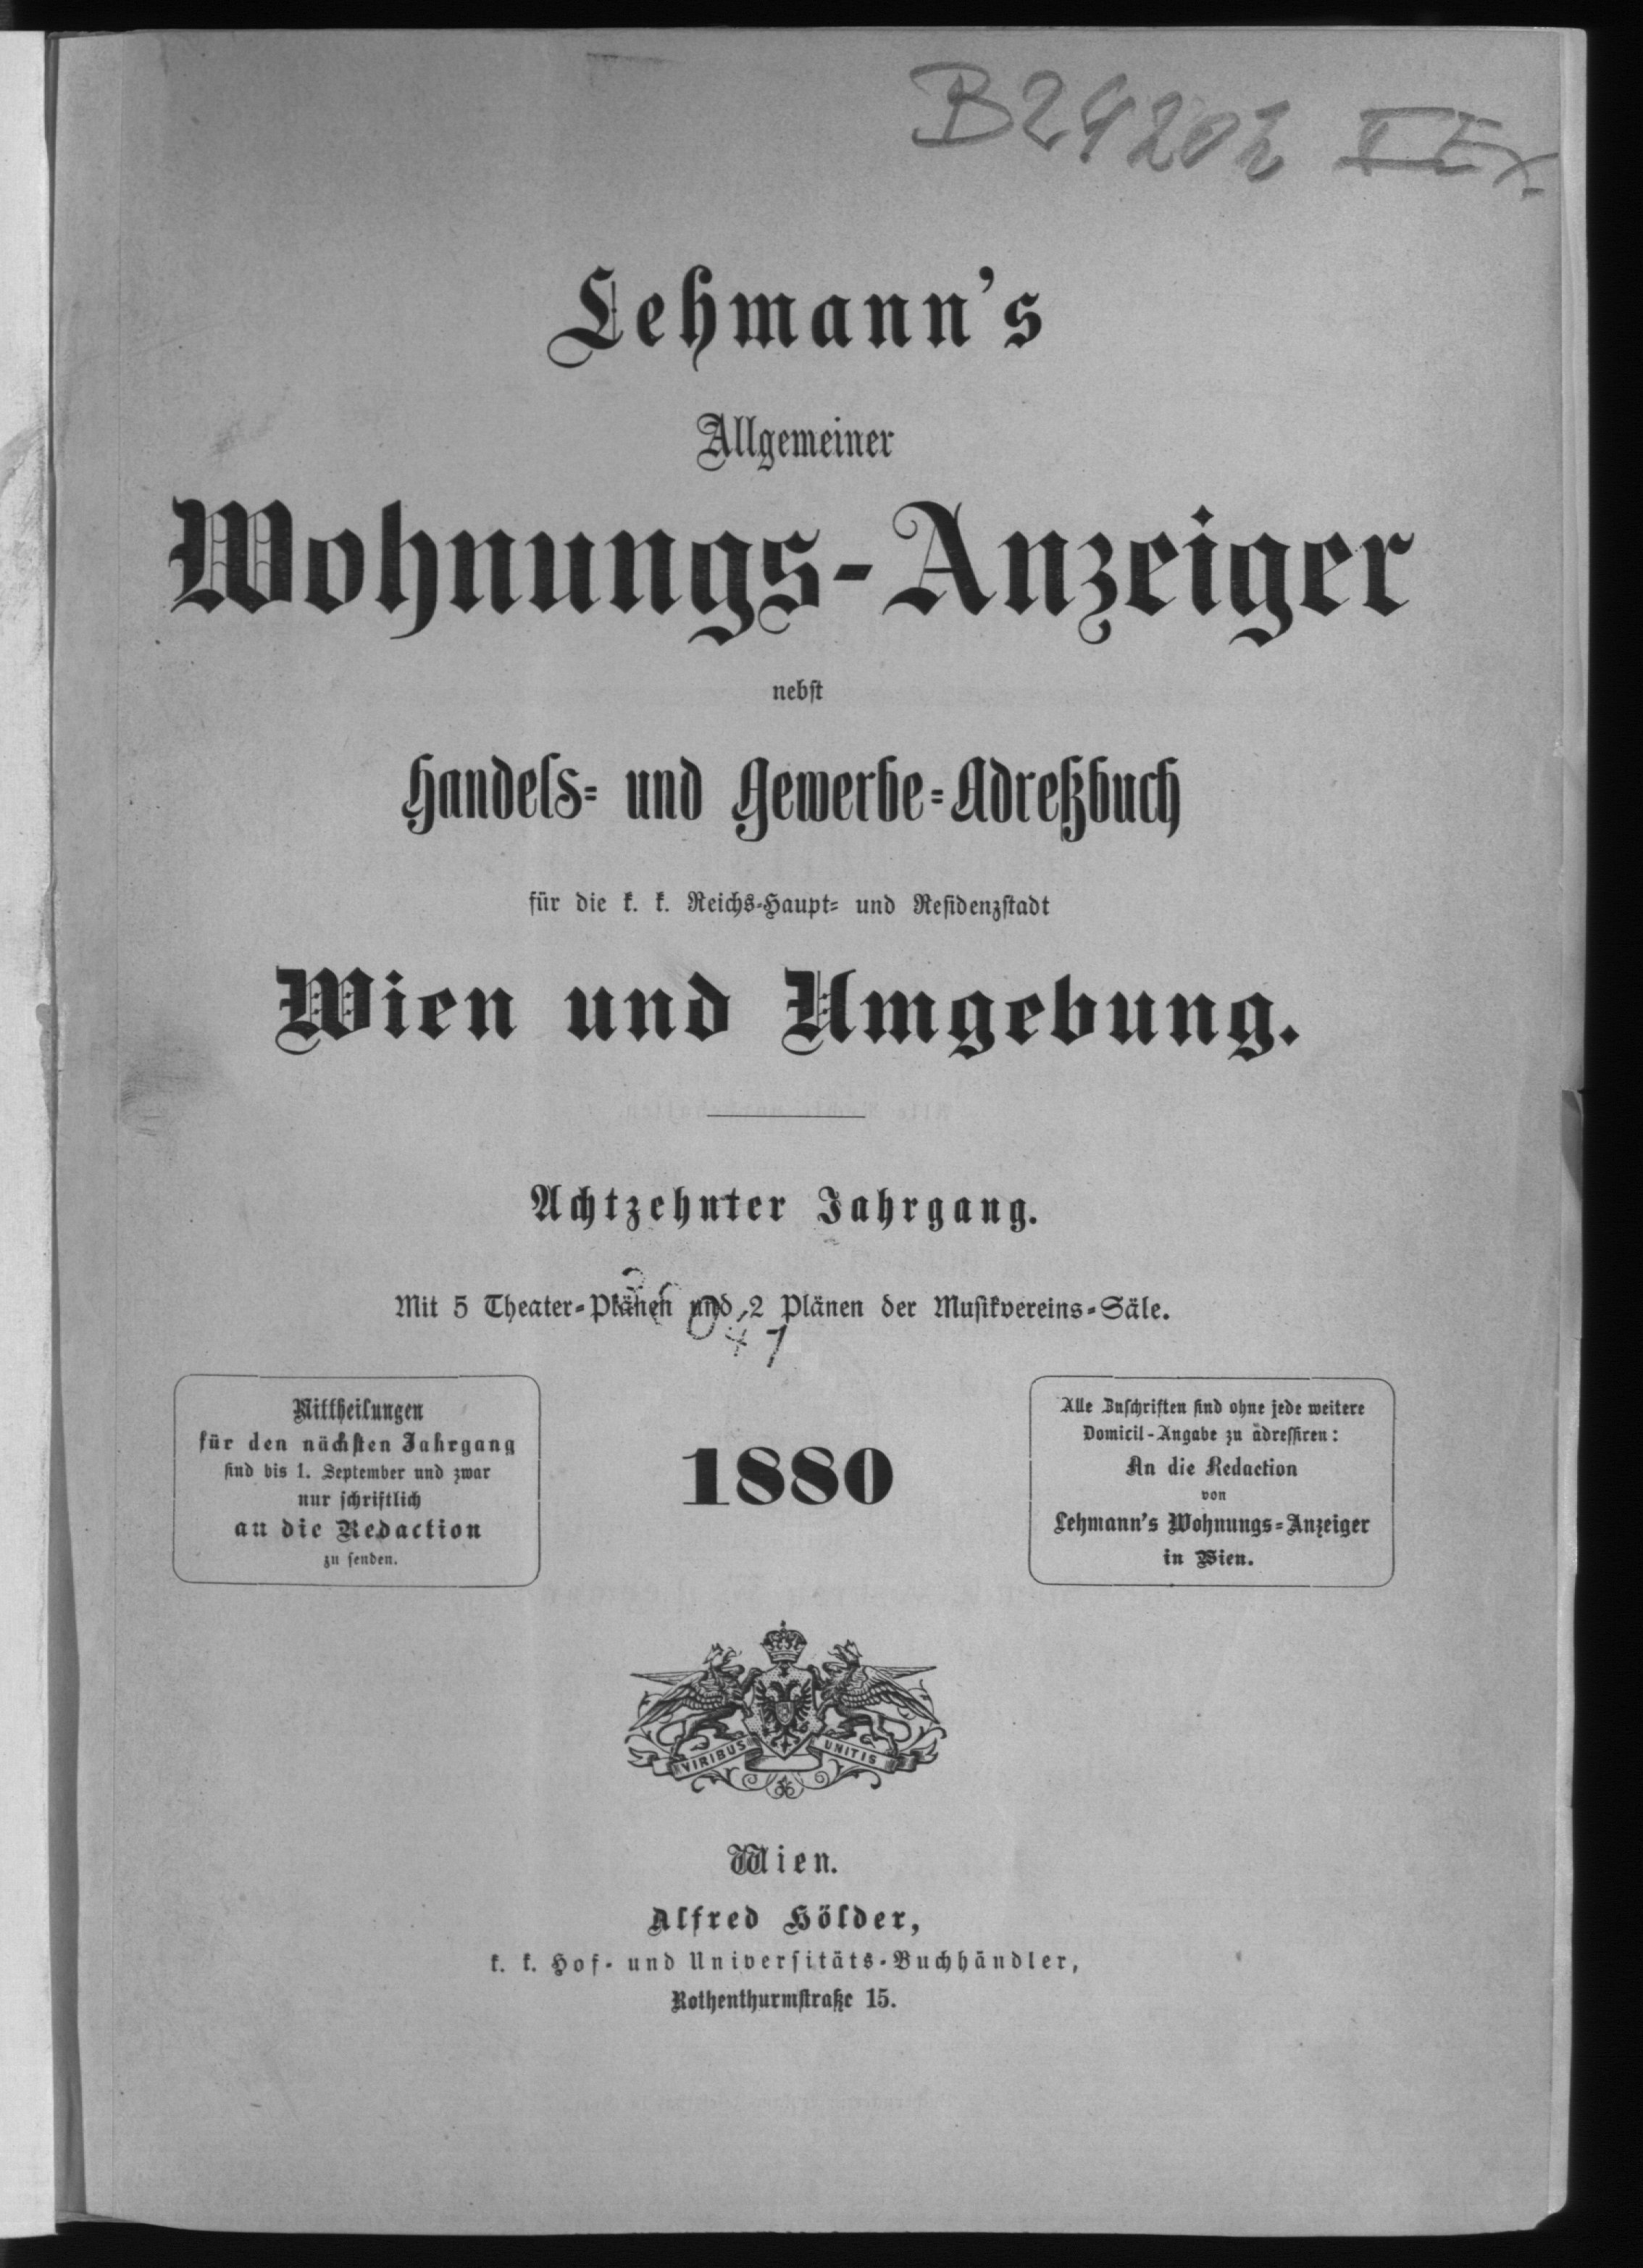 B24202
Lehmann's
Allgemeiner
Wohnungs-Anzeiger
nebst
Handels- und Gewerbe-Adreßbuch
für die k. k. Reichs-Haupt- und Residenzstadt
Wien und Umgebung.
Achtzehnter Jahrgang.
Mit 5 Theater-Plänen und 2 Plänen der Musikvereins-Säle.
Mittheilungen
für den nächsten Jahrgang
sind bis 1. September und zwar
nur schriftlich
an die Redaction
zu senden.
1880
Alle Zuschriften sind ohne jede weitere
Domicil-Angabe zu adressiren:
An die Redaction
von
Lehmann's Wohnungs-Anzeiger
in Wien.
VIRIBUS UNITIS
Wien.
Alfred Hölder,
k. k. Hof- und Universitäts-Buchhändler,
Rothenthurmstraße 15.